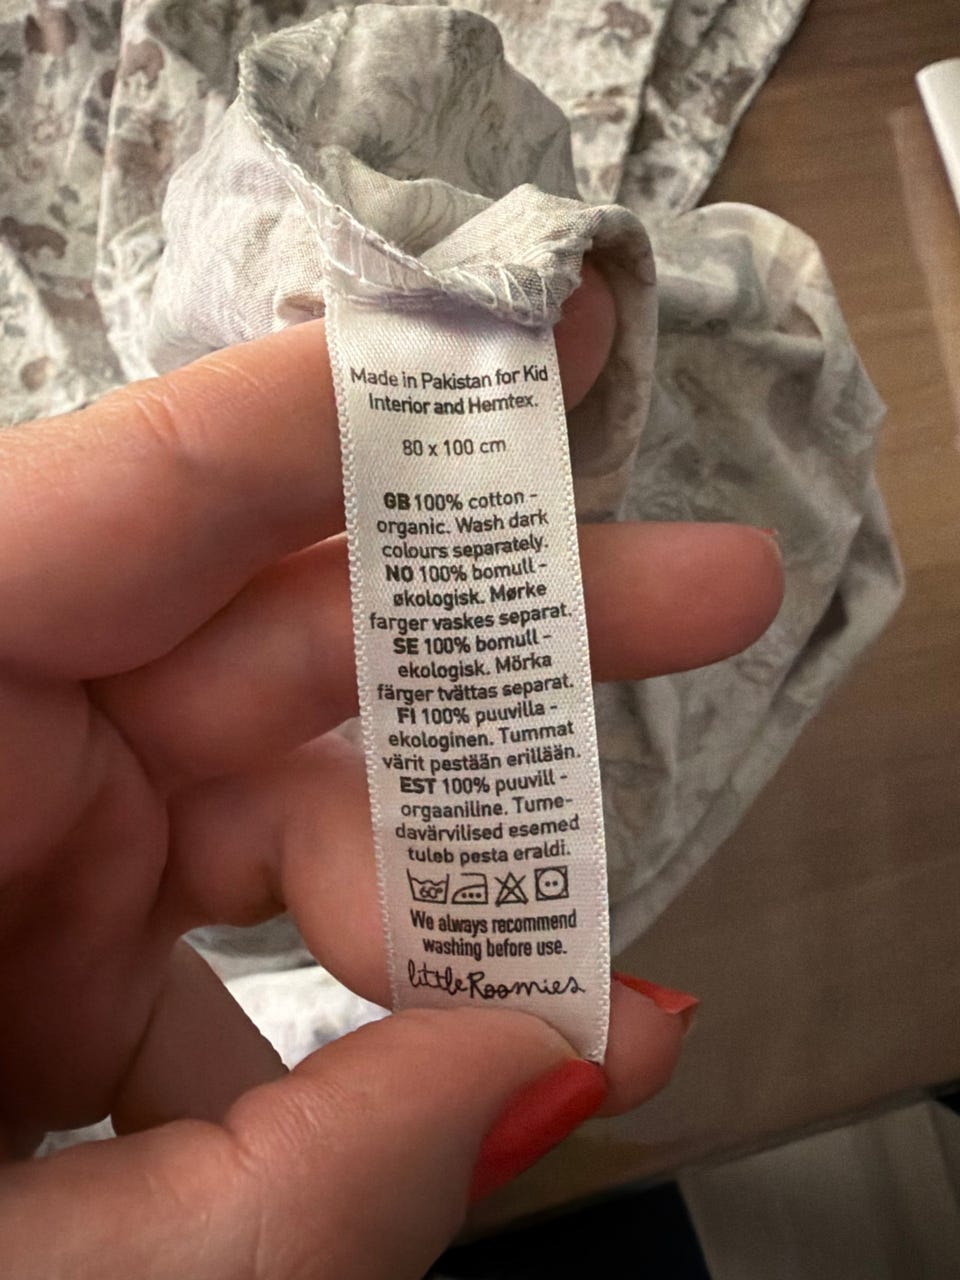 Made in Pakistan for Kid
Interior and Hemtex.
80 x 100 cm
GB 100% cotton -
organic. Wash dark
colours separately.
NO 100% bomull -
økologisk. Mørke
farger vaskes separat.
SE 100% bomull -
ekologisk. Mörka
färger tvättas separat.
FI 100% puuvilla -
ekologinen. Tummat
värit pestään erillään.
EST 100% puuvill -
orgaaniline. Tume-
davärvilised esemed
tuleb pesta eraldi.
60°
We always recommend
washing before use.
little Roomies